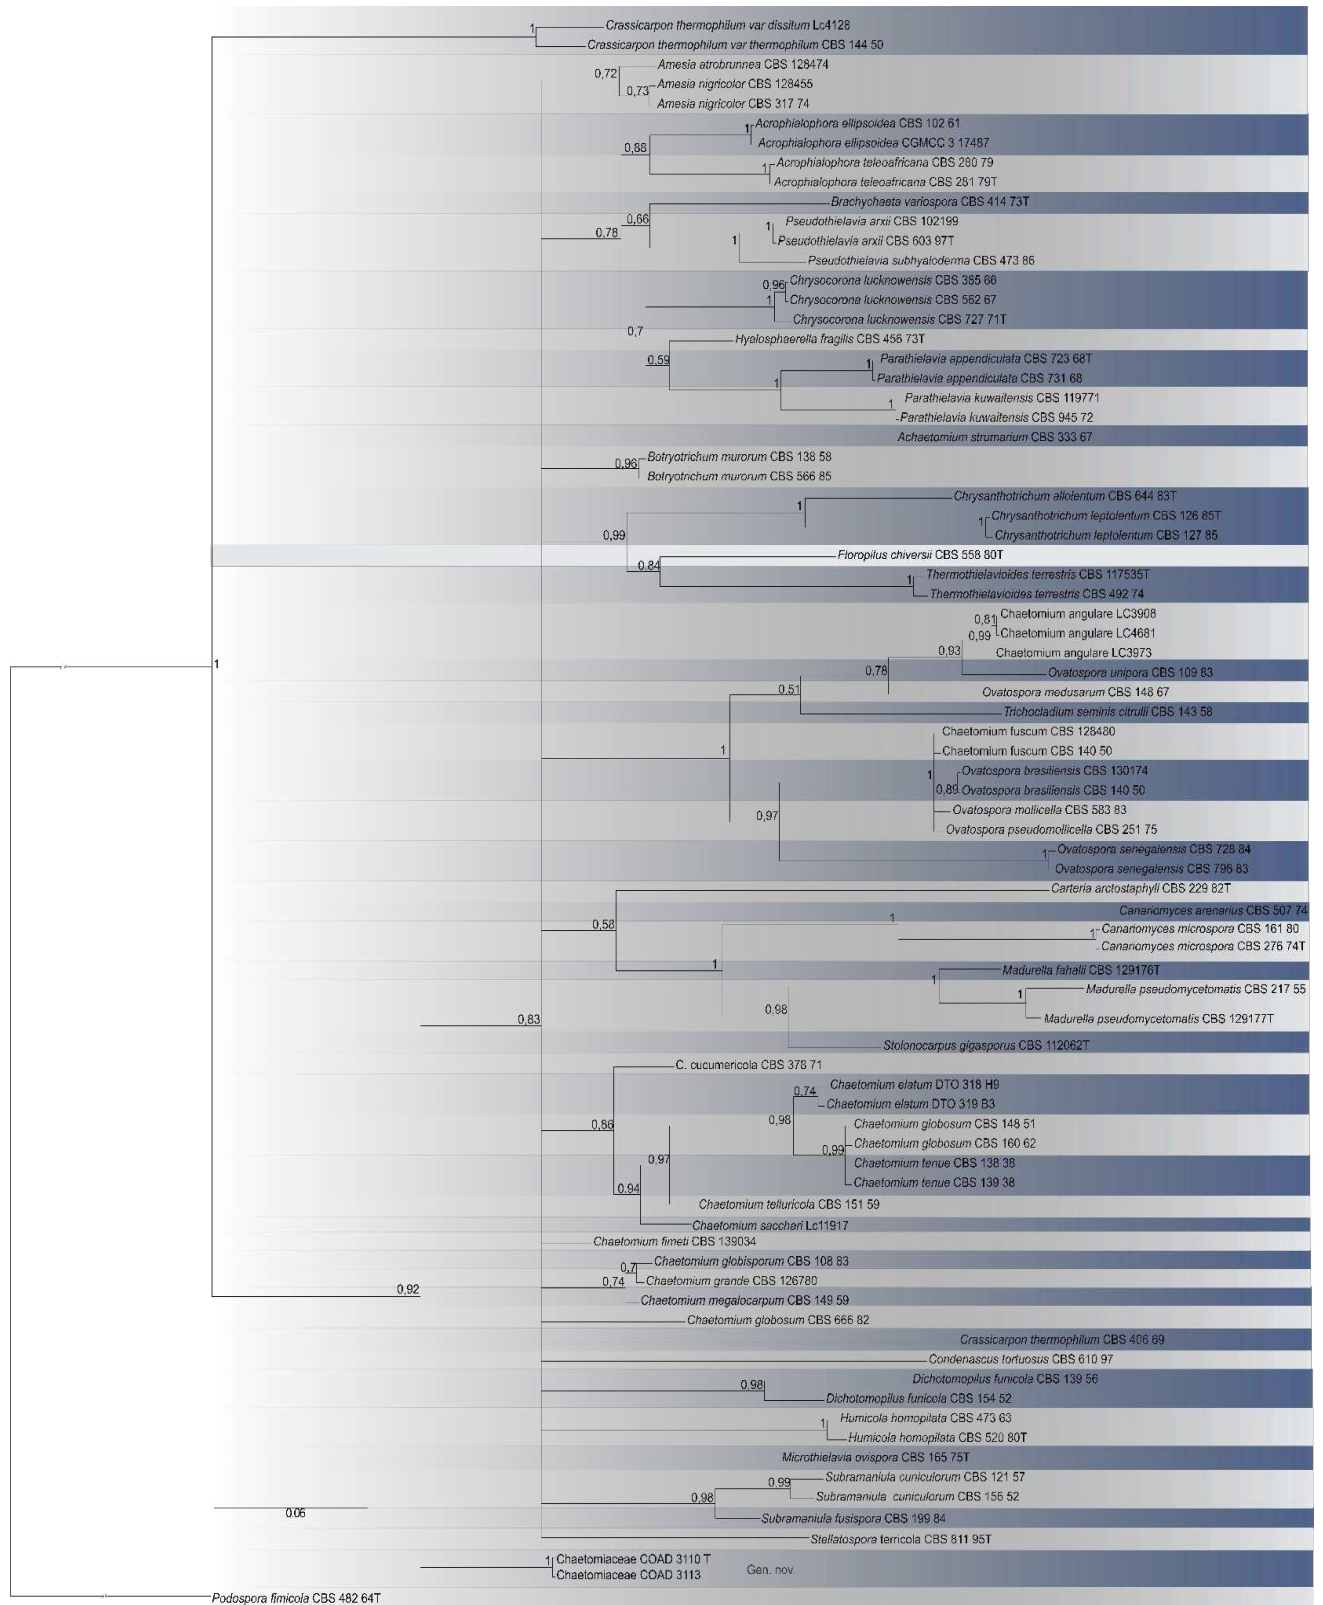 1 Crassicarpon thermophilum var dissitum Lc4128
Crassicarpon thermophilum var thermophilum CBS 144 50
Amesia atrobrunnea CBS 128474
0,72
Amesia nigricolor CBS 128455
0,73
Amesia nigricolor CBS 317 74
Acrophialophora ellipsoidea CBS 102 61
1
Acrophialophora ellipsoidea CGMCC 3 17487
0,88
Acrophialophora teleoafricana CBS 280 79
1
Acrophialophora teleoafricana CBS 281 79T
Brachychaeta variospora CBS 414 73T
0,66
Pseudothielavia arxii CBS 102199
1
0,78
Pseudothielavia arxii CBS 603 97T
1
Pseudothielavia subhyaloderma CBS 473 86
Chrysocorona lucknowensis CBS 385 66
0,96
Chrysocorona lucknowensis CBS 562 67
1
Chrysocorona lucknowensis CBS 727 71T
0,7
Hyalosphaerella fragilis CBS 456 73T
0,59
Parathielavia appendiculata CBS 723 68T
1
Parathielavia appendiculata CBS 731 68
1
Parathielavia kuwaitensis CBS 119771
1
Parathielavia kuwaitensis CBS 945 72
Achaetomium strumarium CBS 333 67
Botryotrichum murorum CBS 138 58
0,96
Botryotrichum murorum CBS 566 85
Chrysanthotrichum allolentum CBS 644 83T
1
Chrysanthotrichum leptolentum CBS 126 85T
1
Chrysanthotrichum leptolentum CBS 127 85
0,99
Floropilus chiversii CBS 558 80T
0,84
Thermothielavioides terrestris CBS 117535T
1
Thermothielavioides terrestris CBS 492 74
Chaetomium angulare LC3908
0,81
Chaetomium angulare LC4681
0,99
Chaetomium angulare LC3973
0,93
1
Ovatospora unipora CBS 109 83
0,78
Ovatospora medusarum CBS 148 67
0,51
Trichocladium seminis citrulli CBS 143 58
Chaetomium fuscum CBS 128480
1
Chaetomium fuscum CBS 140 50
Ovatospora brasiliensis CBS 130174
1
0,89
Ovatospora brasiliensis CBS 140 50
Ovatospora mollicella CBS 583 83
0,97
Ovatospora pseudomollicella CBS 251 75
Ovatospora senegalensis CBS 728 84
1
Ovatospora senegalensis CBS 798 83
Carteria arctostaphyli CBS 229 82T
Canariomyces arenarius CBS 507 74
1
0,58
Canariomyces microspora CBS 161 80
1
Canariomyces microspora CBS 276 74T
1
Madurella fahalii CBS 129176T
1
Madurella pseudomycetomatis CBS 217 55
1
0,98
Madurella pseudomycetomatis CBS 129177T
0,83
Stolonocarpus gigasporus CBS 112062T
C. cucumericola CBS 378 71
Chaetomium elatum DTO 318 H9
0,74
Chaetomium elatum DTO 319 B3
0,98
Chaetomium globosum CBS 148 51
0,86
Chaetomium globosum CBS 160 62
0,99
0,97
Chaetomium tenue CBS 138 38
Chaetomium tenue CBS 139 38
0,94
Chaetomium telluricola CBS 151 59
Chaetomium sacchari Lc11917
Chaetomium fimeti CBS 139034
Chaetomium globisporum CBS 108 83
0,7
Chaetomium grande CBS 126780
0,74
0,92
Chaetomium megalocarpum CBS 149 59
Chaetomium globosum CBS 666 82
Crassicarpon thermophilum CBS 406 69
Condenascus tortuosus CBS 610 97
Dichotomopilus funicola CBS 139 56
0,98
Dichotomopilus funicola CBS 154 52
Humicola homopilata CBS 473 63
1
Humicola homopilata CBS 520 80T
Microthielavia ovispora CBS 165 75T
Subramaniula cuniculorum CBS 121 57
0,99
Subramaniula cuniculorum CBS 156 52
0,98
0.06
Subramaniula fusispora CBS 199 84
Stellatospora terricola CBS 811 95T
1 Chaetomiaceae COAD 3110 T
Gen. nov.
Chaetomiaceae COAD 3113
Podospora fimicola CBS 482 64T